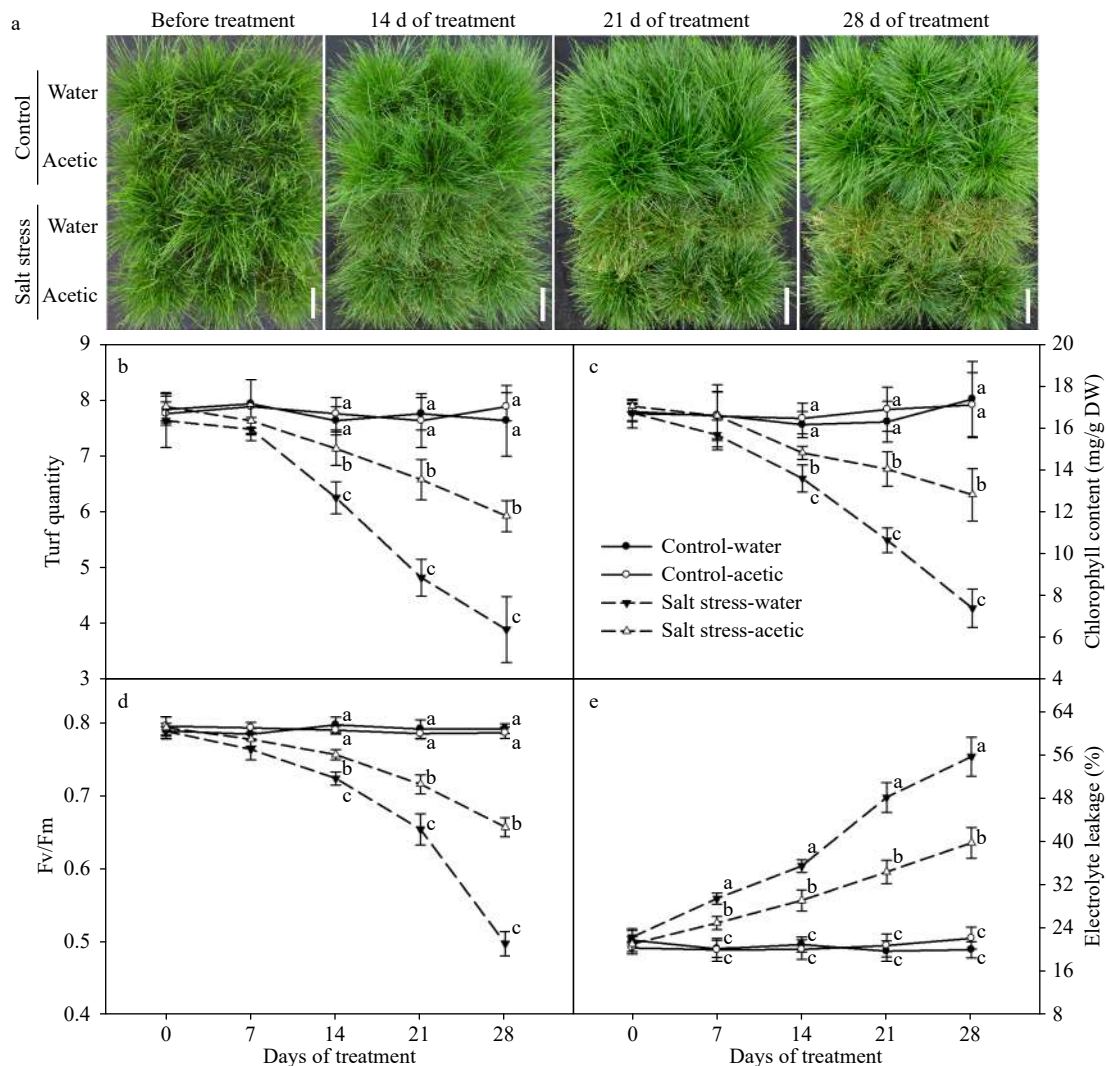 a
Before treatment
14 d of treatment
21 d of treatment
28 d of treatment
Control
Water
Acetic
Salt stress
Water
Acetic
b
9
8
7
6
5
4
3
Turf quantity
a
a
b
c
a
a
b
c
a
a
b
c
c
20
18
16
14
12
10
8
6
4
Chlorophyll content (mg/g DW)
a
a
b
c
a
a
b
c
a
a
b
c
Control-water
Control-acetic
Salt stress-water
Salt stress-acetic
d
0.8
0.7
0.6
0.5
0.4
Fv/Fm
a
a
b
c
a
b
c
a
b
c
0
7
14
21
28
Days of treatment
e
64
56
48
40
32
24
16
8
Electrolyte leakage (%)
a
b
c
c
a
b
c
c
a
b
c
c
a
b
c
c
0
7
14
21
28
Days of treatment